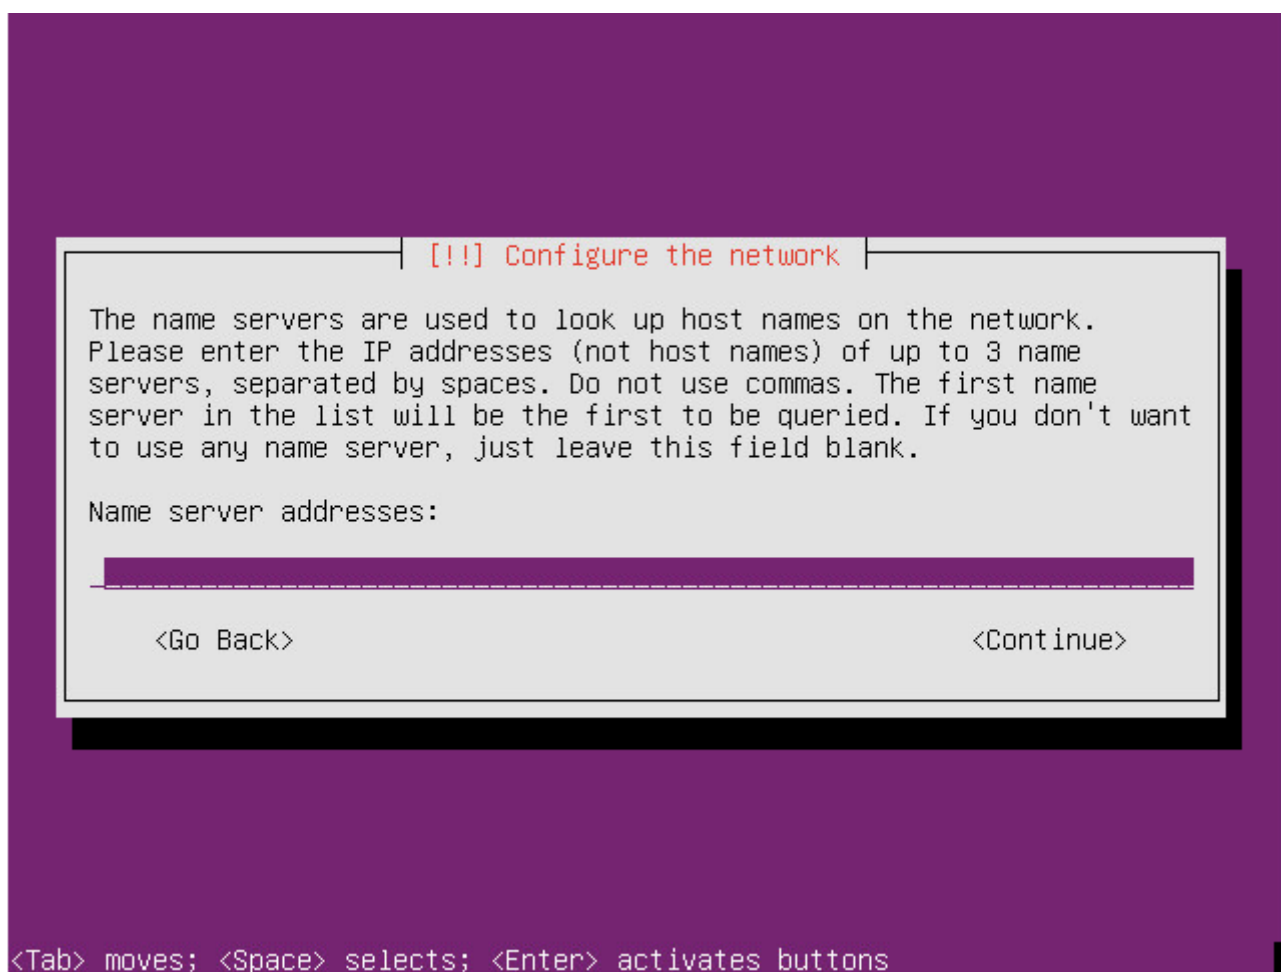 [!!] Configure the network
The name servers are used to look up host names on the network.
Please enter the IP addresses (not host names) of up to 3 name
servers, separated by spaces. Do not use commas. The first name
server in the list will be the first to be queried. If you don't want
to use any name server, just leave this field blank.
Name server addresses:
<Go Back> <Continue>
<Tab> moves; <Space> selects; <Enter> activates buttons